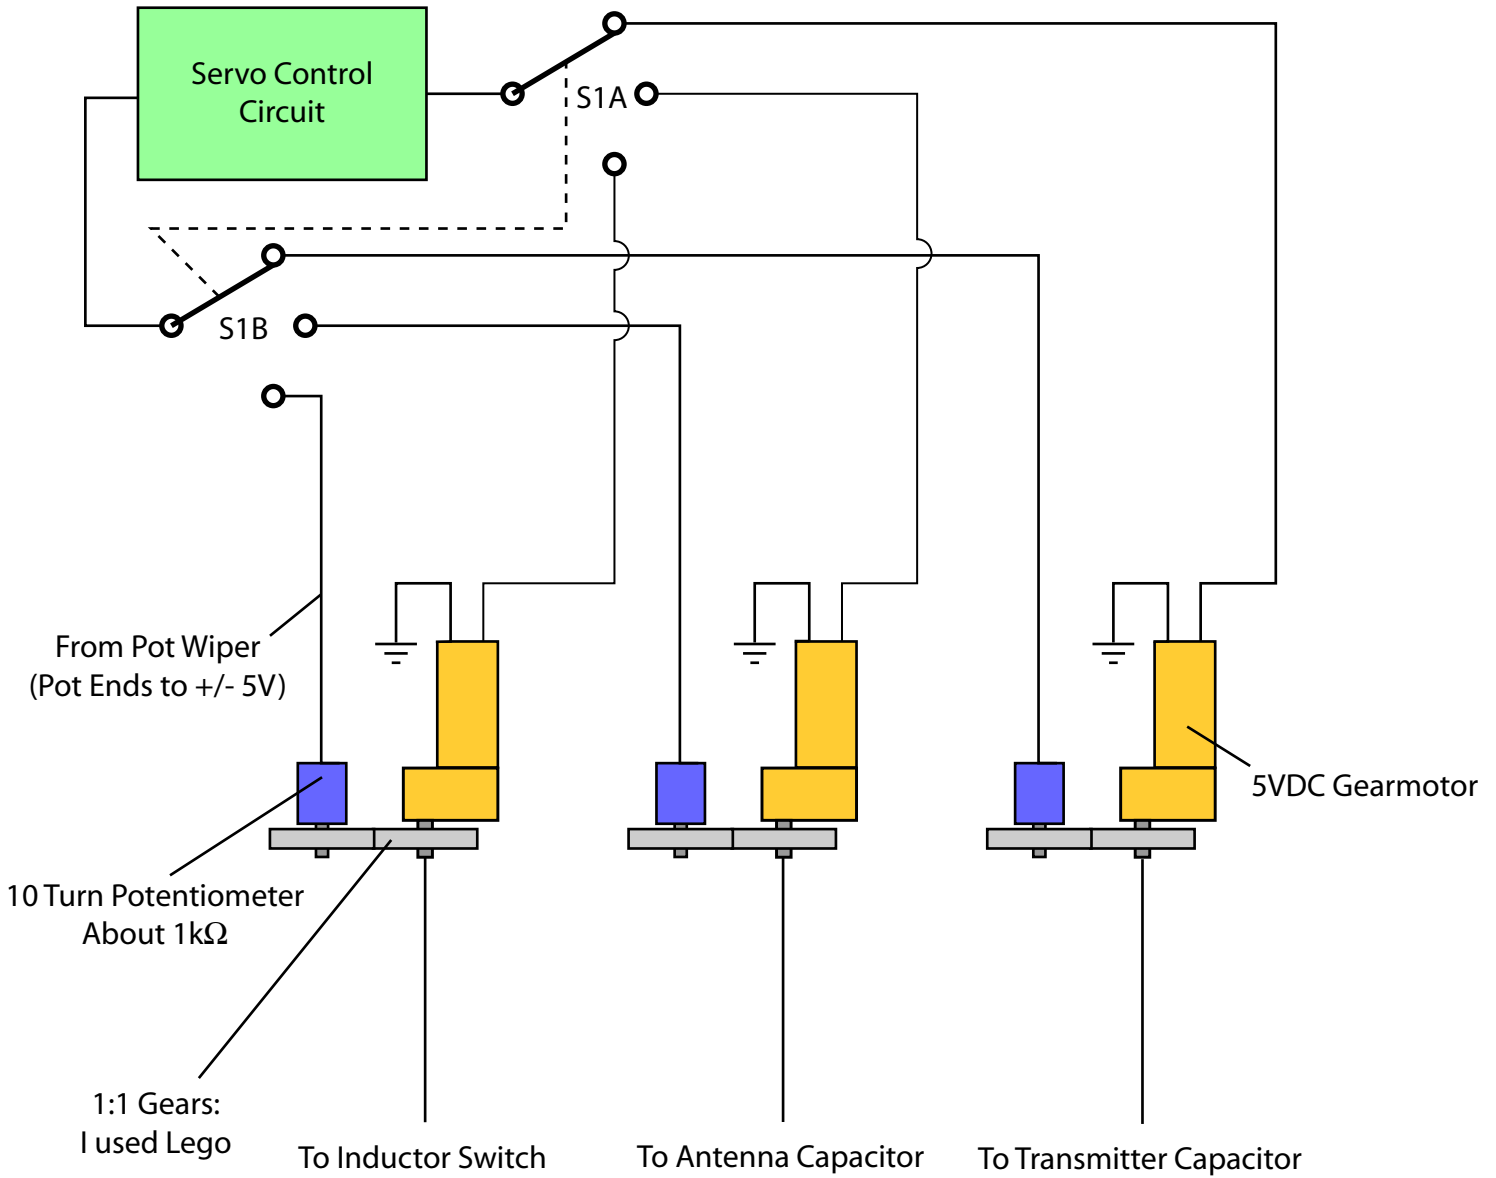 Servo Control
Circuit
S1A
S1B
From Pot Wiper
(Pot Ends to +/- 5V)
5VDC Gearmotor
10 Turn Potentiometer
About 1kΩ
1:1 Gears:
I used Lego
To Inductor Switch
To Antenna Capacitor
To Transmitter Capacitor